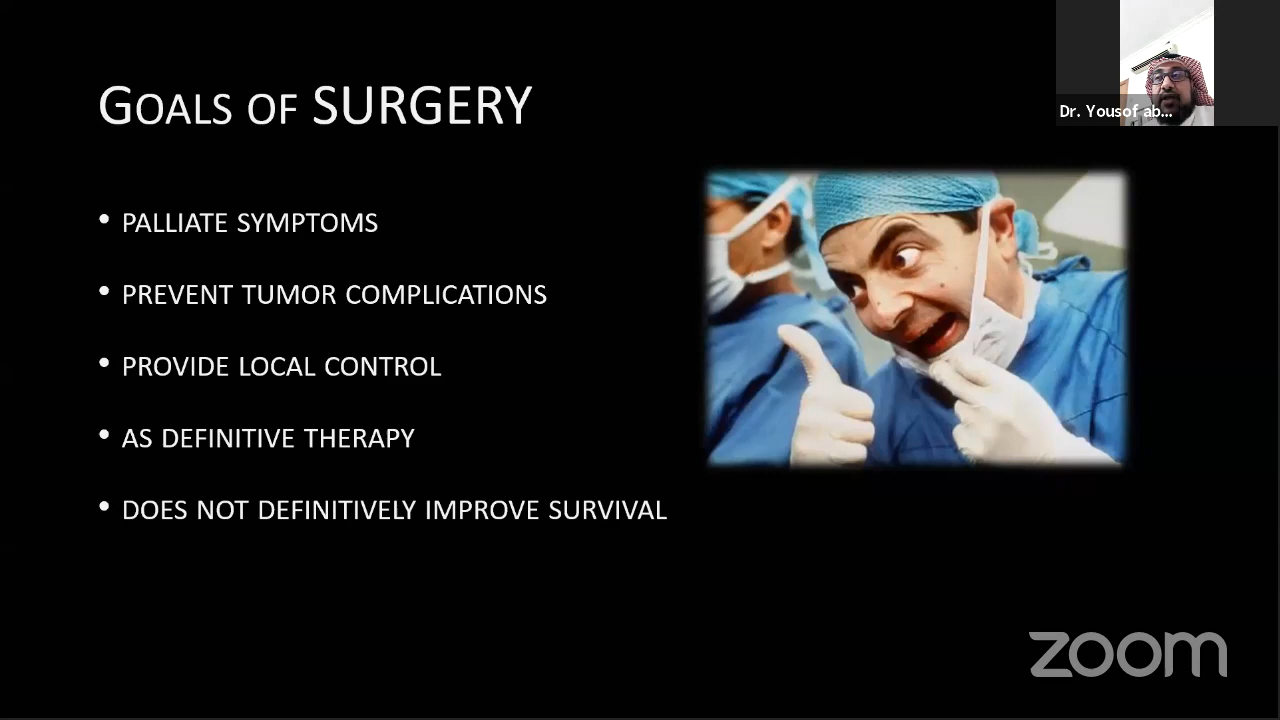 GOALS OF SURGERY
Dr. Yousof ab...
• PALLIATE SYMPTOMS
• PREVENT TUMOR COMPLICATIONS
• PROVIDE LOCAL CONTROL
• AS DEFINITIVE THERAPY
• DOES NOT DEFINITIVELY IMPROVE SURVIVAL
zoom